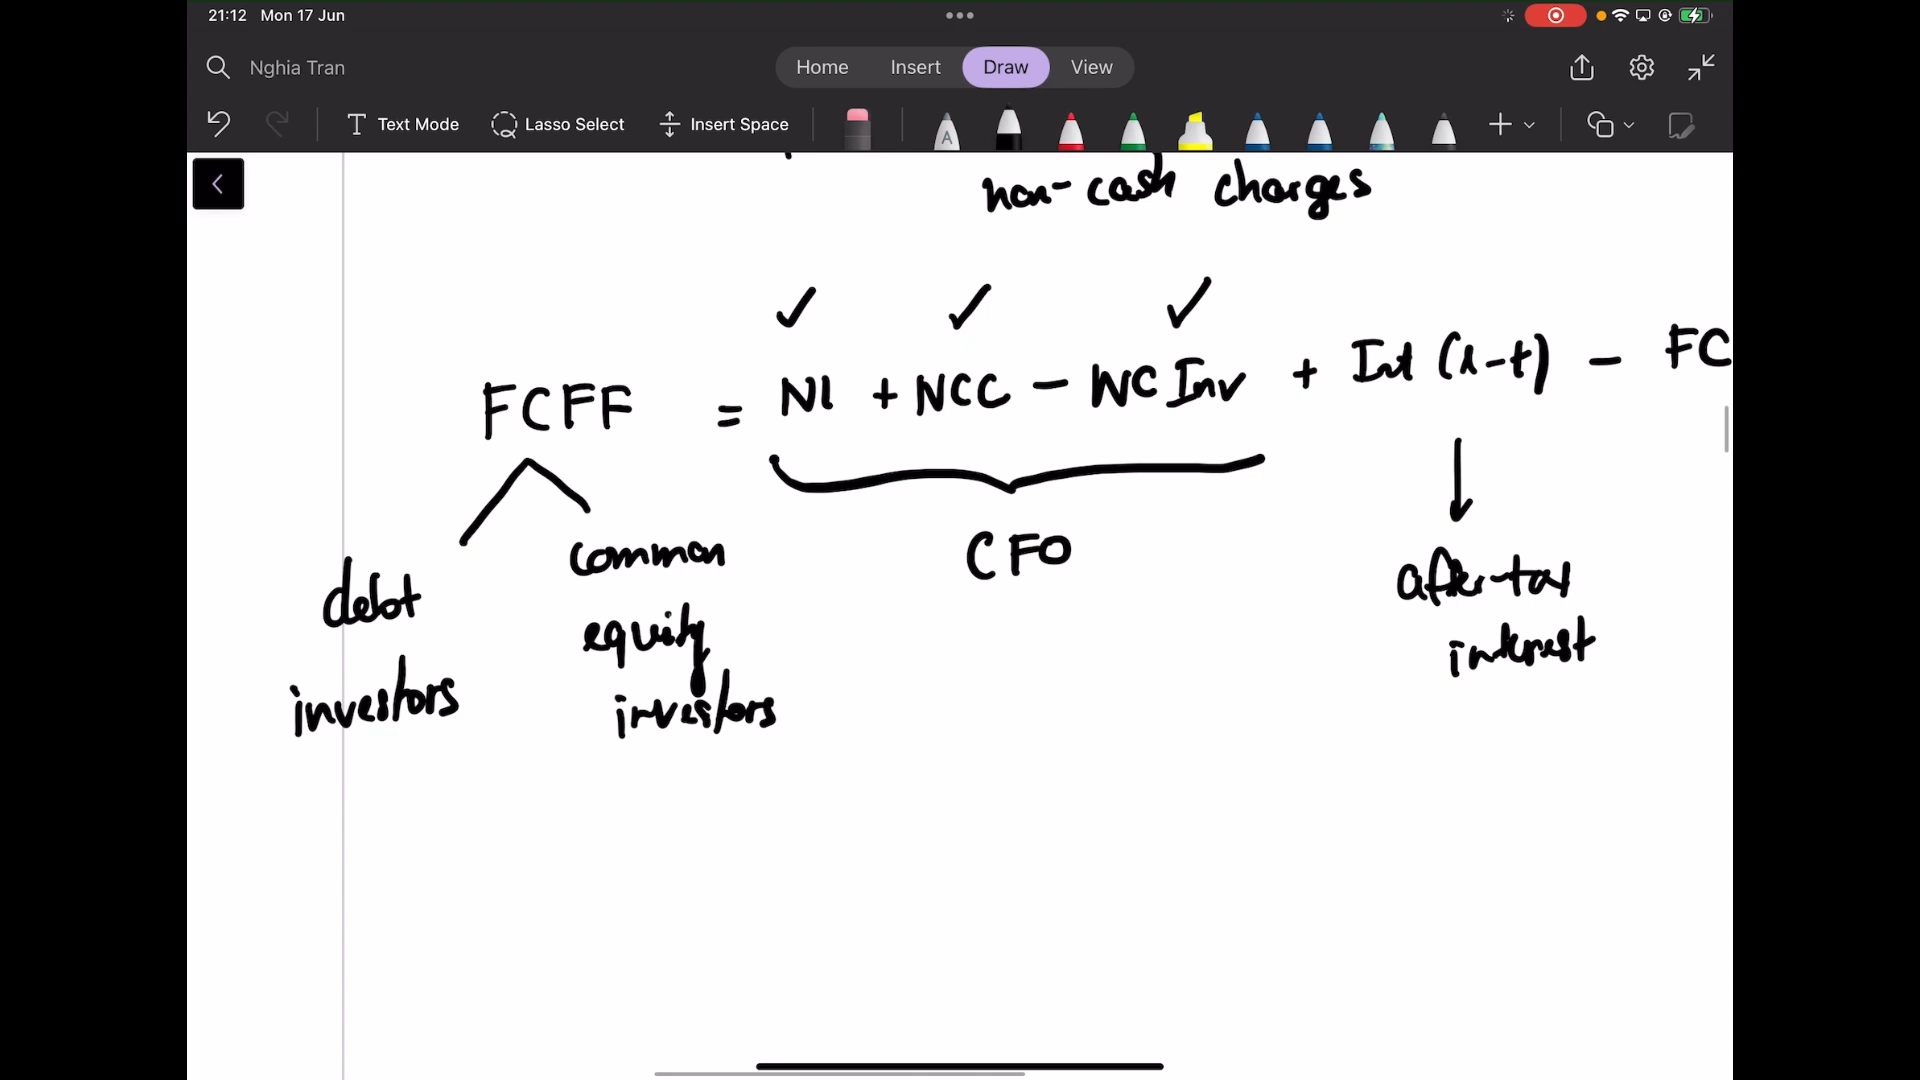 21:12 Mon 17 Jun
Nghia Tran
Home Insert Draw View
Text Mode Lasso Select Insert Space
A
non-cash charges
FCFF = NI + NCC - WC Inv + Int (1-t) - FC
debt investors
common equity investors
CFO
after-tax interest